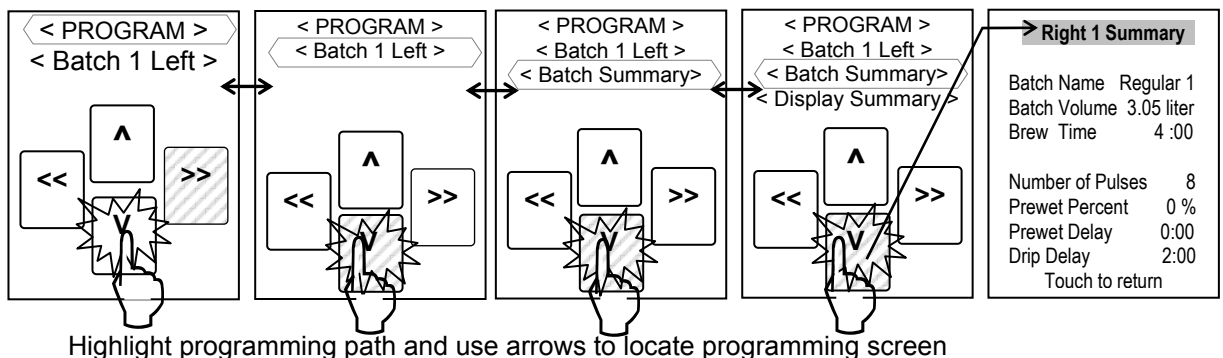 < PROGRAM >
< Batch 1 Left >
^
<<
>>
v
< PROGRAM >
< Batch 1 Left >
^
<<
>>
v
< PROGRAM >
< Batch 1 Left >
< Batch Summary>
^
<<
>>
v
< PROGRAM >
< Batch 1 Left >
< Batch Summary>
< Display Summary >
^
<<
>>
v
Right 1 Summary
Batch Name Regular 1
Batch Volume 3.05 liter
Brew Time 4 :00
Number of Pulses 8
Prewet Percent 0 %
Prewet Delay 0:00
Drip Delay 2:00
Touch to return
Highlight programming path and use arrows to locate programming screen